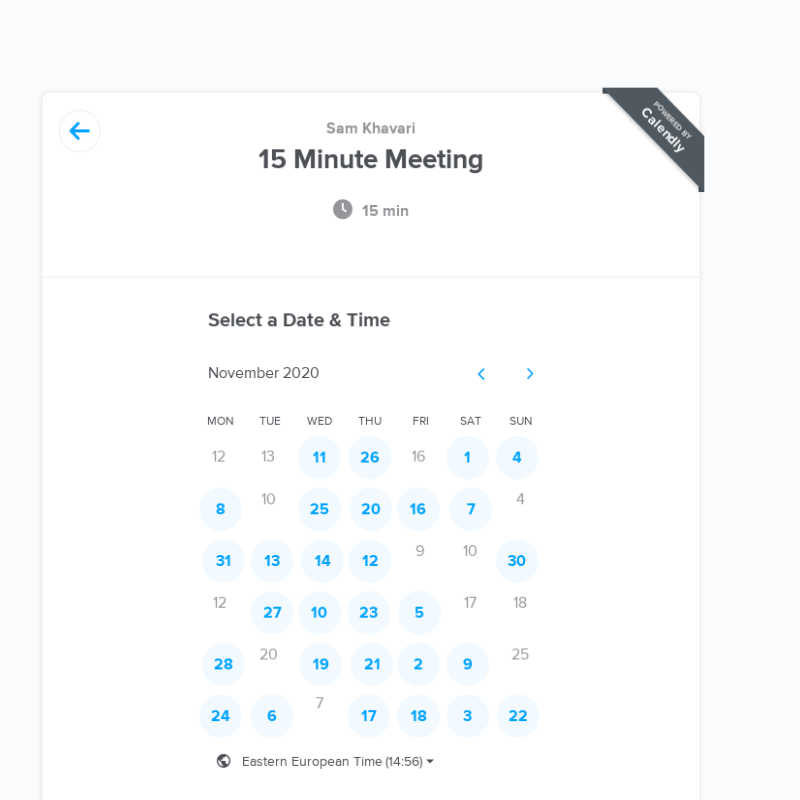 POWERED BY
Calendly
Sam Khavari
15 Minute Meeting
15 min
Select a Date & Time
November 2020
MON TUE WED THU FRI SAT SUN
12 13 11 26 16 1 4
8 10 25 20 16 7 4
31 13 14 12 9 10 30
12 27 10 23 5 17 18
28 20 19 21 2 9 25
24 6 7 17 18 3 22
Eastern European Time (14:56)